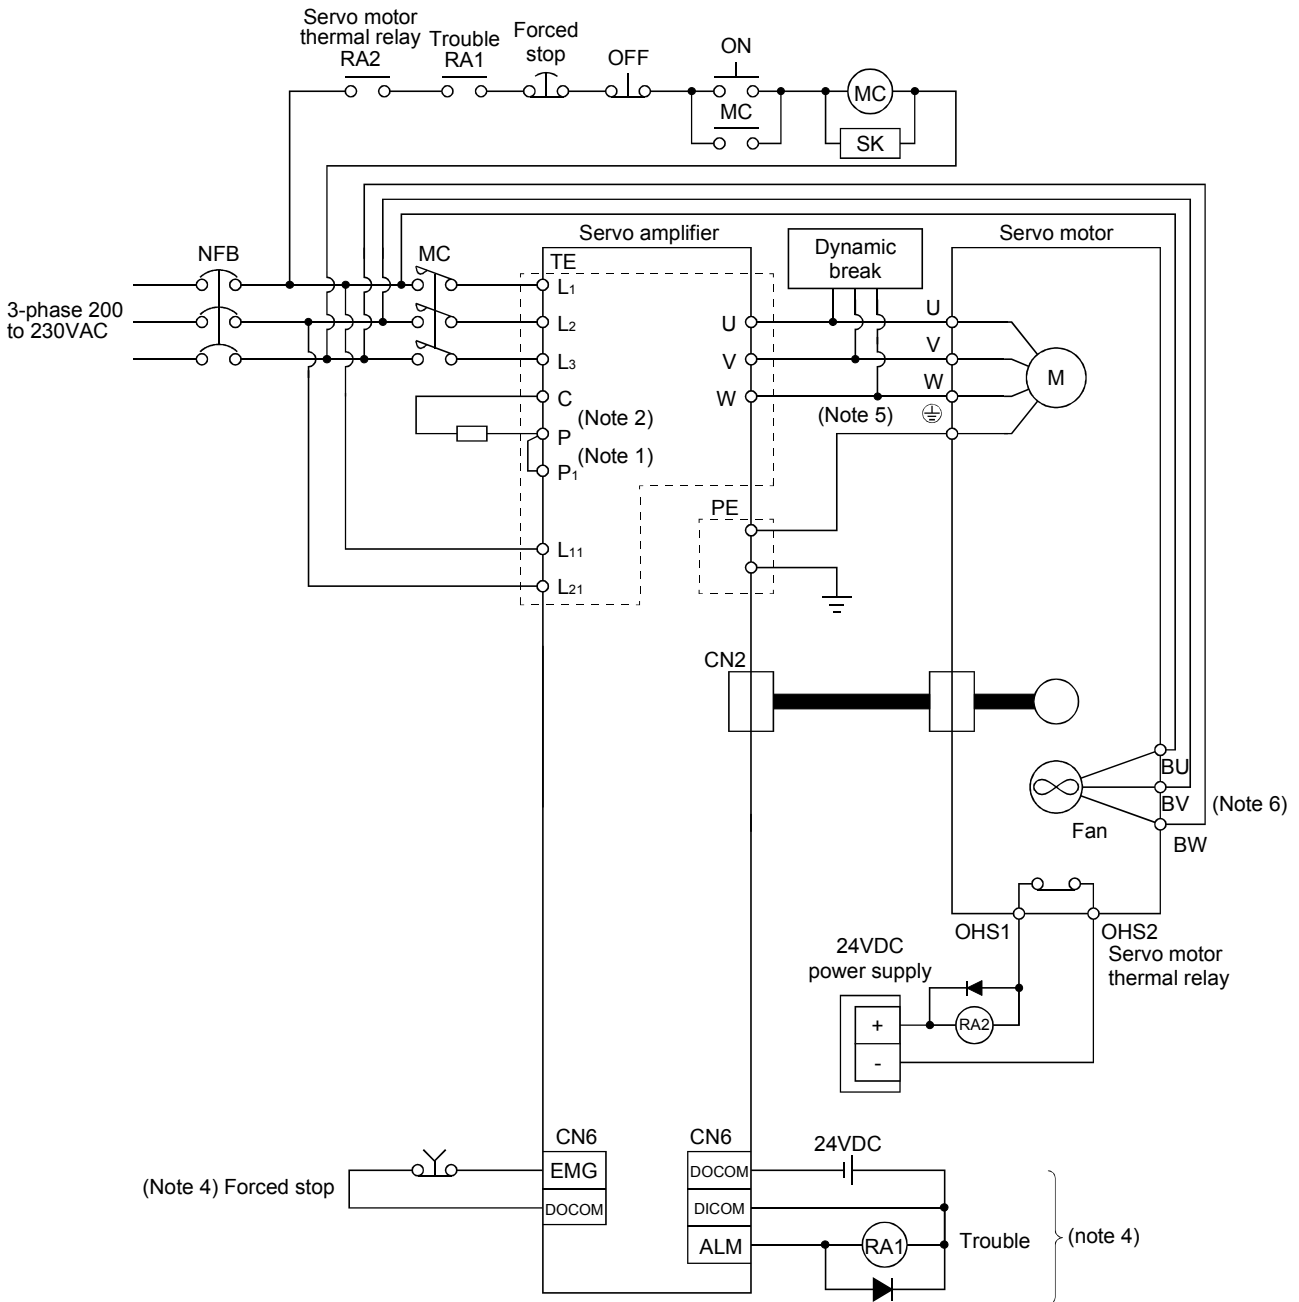 Servo motor
thermal relay
RA2
Trouble
RA1
Forced
stop
OFF
ON
MC
MC
SK
NFB
MC
3-phase 200
to 230VAC
Servo amplifier
TE
L1
L2
L3
C
(Note 2)
P
(Note 1)
P1
L11
L21
U
V
W
PE
Dynamic
break
Servo motor
U
V
W
(Note 5)
M
CN2
BU
BV
(Note 6)
BW
Fan
OHS1
OHS2
Servo motor
thermal relay
24VDC
power supply
+
-
RA2
CN6
EMG
DOCOM
(Note 4) Forced stop
CN6
DOCOM
DICOM
ALM
24VDC
RA1
Trouble
(note 4)